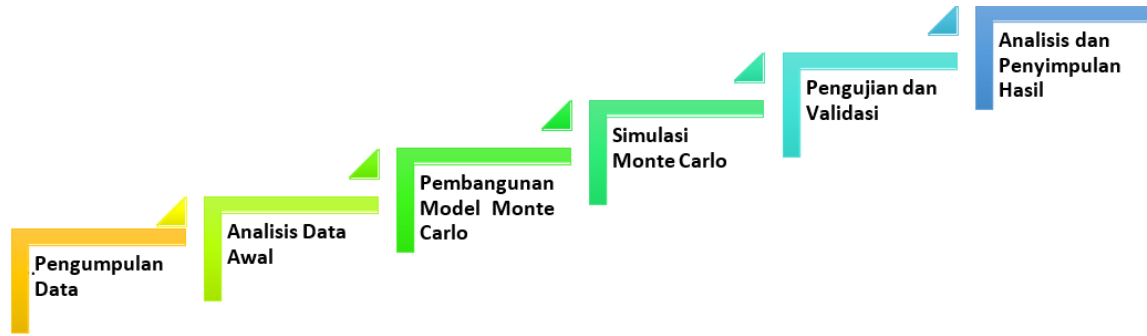 Pengumpulan
Data
Analisis Data
Awal
Pembangunan
Model Monte
Carlo
Simulasi
Monte Carlo
Pengujian dan
Validasi
Analisis dan
Penyimpulan
Hasil